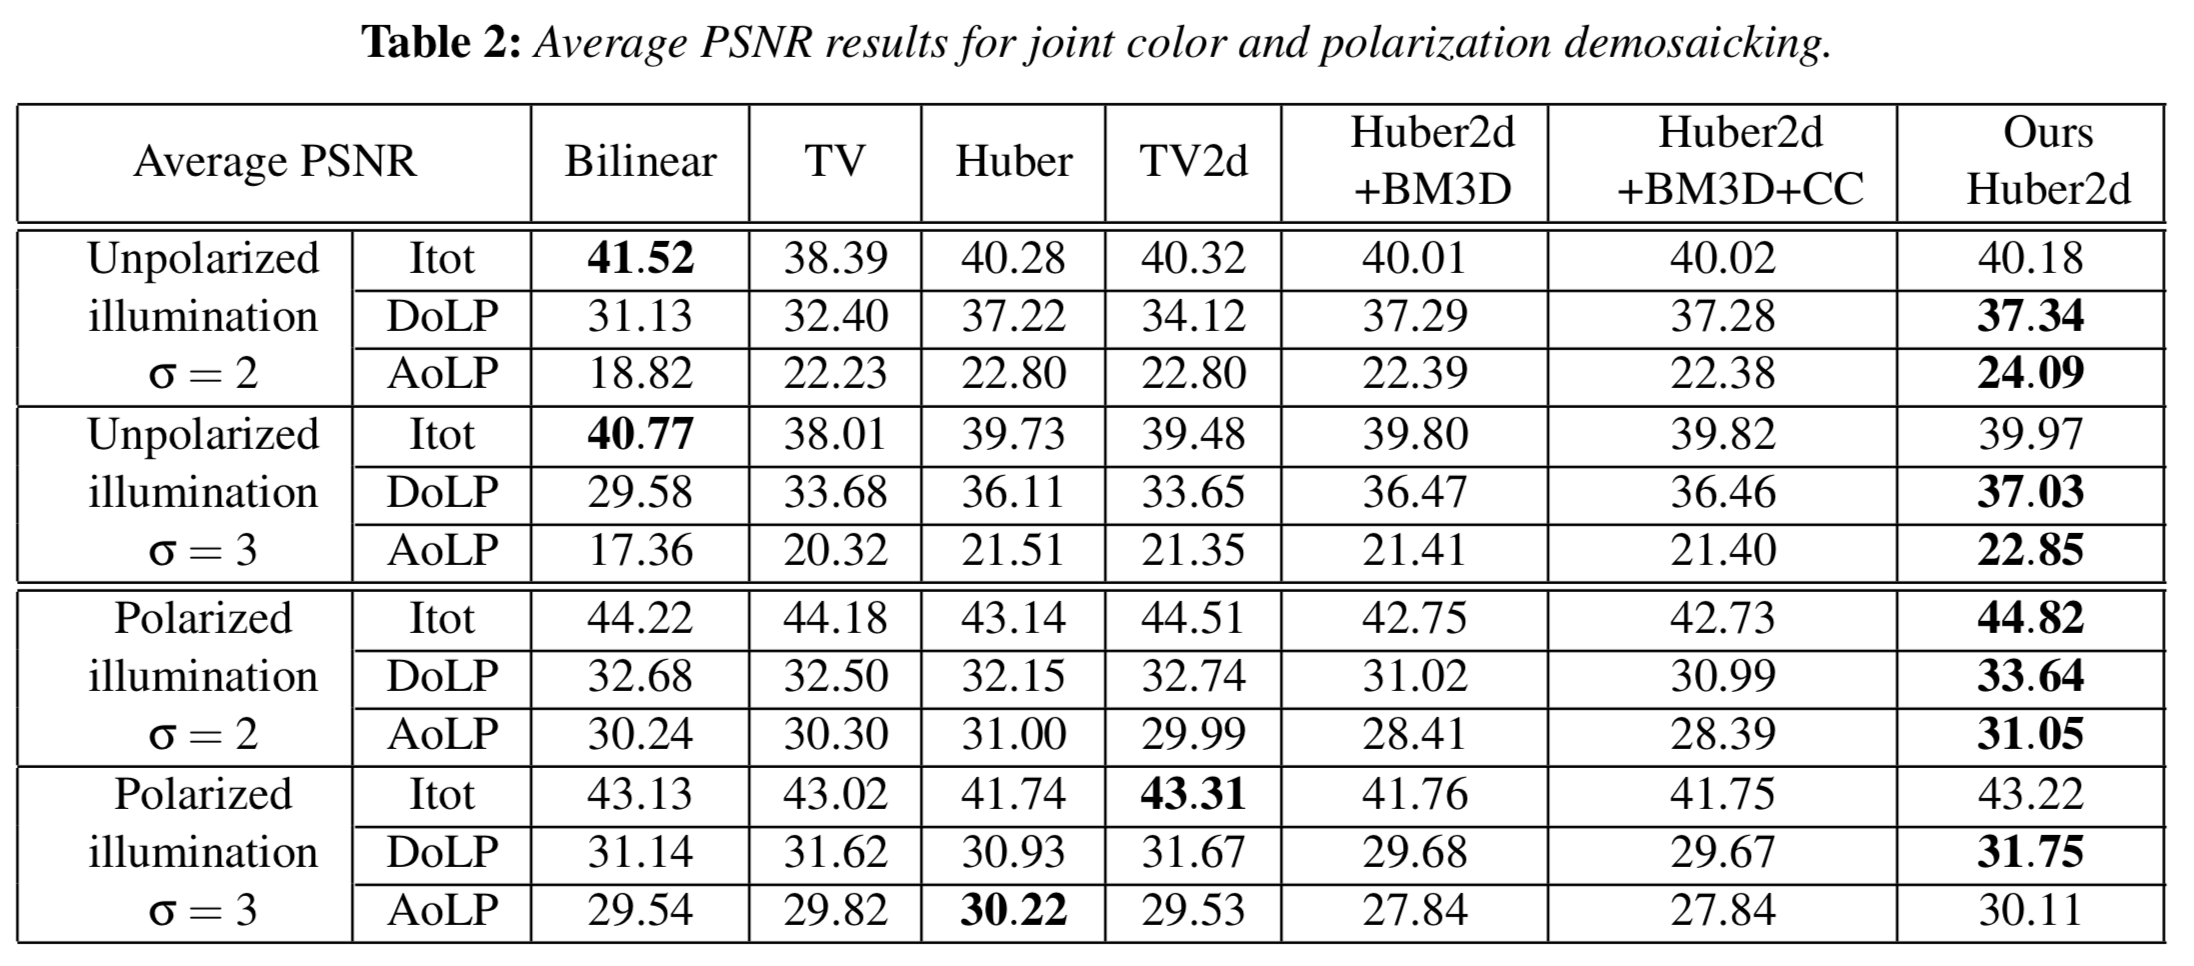 Table 2: Average PSNR results for joint color and polarization demosaicking.
Average PSNR Bilinear TV Huber TV2d Huber2d +BM3D Huber2d +BM3D+CC Ours Huber2d
Unpolarized Itot 41.52 38.39 40.28 40.32 40.01 40.02 40.18
illumination DoLP 31.13 32.40 37.22 34.12 37.29 37.28 37.34
σ = 2 AoLP 18.82 22.23 22.80 22.80 22.39 22.38 24.09
Unpolarized Itot 40.77 38.01 39.73 39.48 39.80 39.82 39.97
illumination DoLP 29.58 33.68 36.11 33.65 36.47 36.46 37.03
σ = 3 AoLP 17.36 20.32 21.51 21.35 21.41 21.40 22.85
Polarized Itot 44.22 44.18 43.14 44.51 42.75 42.73 44.82
illumination DoLP 32.68 32.50 32.15 32.74 31.02 30.99 33.64
σ = 2 AoLP 30.24 30.30 31.00 29.99 28.41 28.39 31.05
Polarized Itot 43.13 43.02 41.74 43.31 41.76 41.75 43.22
illumination DoLP 31.14 31.62 30.93 31.67 29.68 29.67 31.75
σ = 3 AoLP 29.54 29.82 30.22 29.53 27.84 27.84 30.11